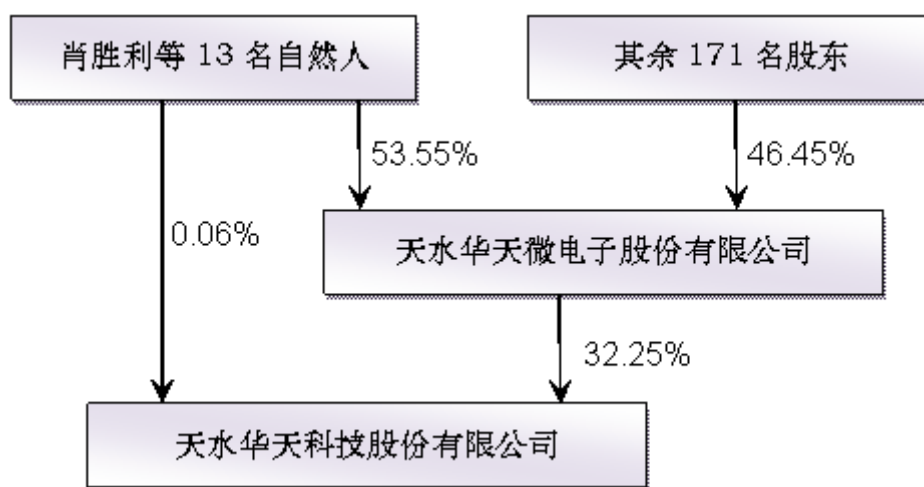 肖胜利等 13 名自然人
其余 171 名股东
53.55%
46.45%
0.06%
天水华天微电子股份有限公司
32.25%
天水华天科技股份有限公司